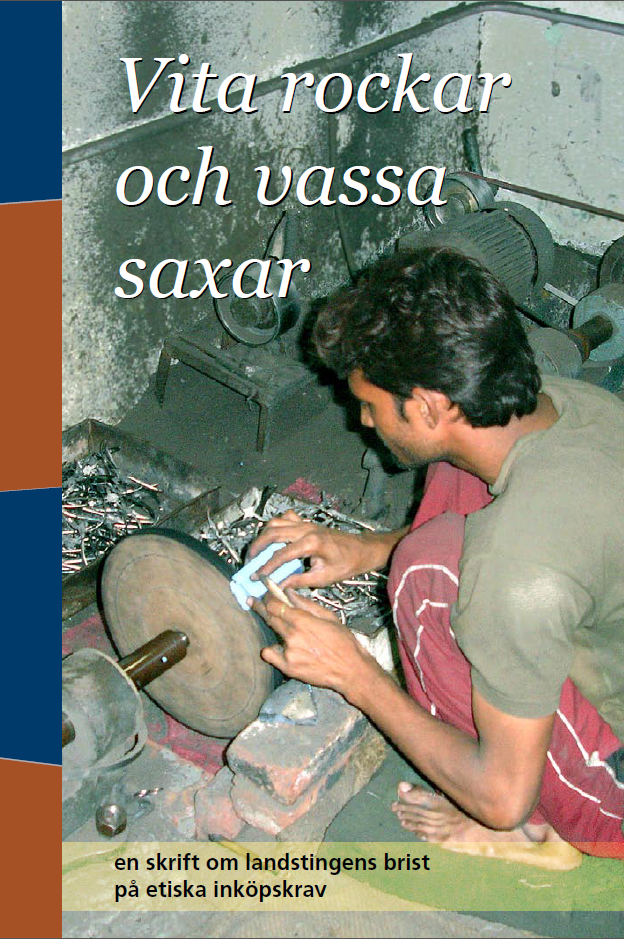 Vita rockar
och vassa
saxar
en skrift om landstingens brist
på etiska inköpskrav